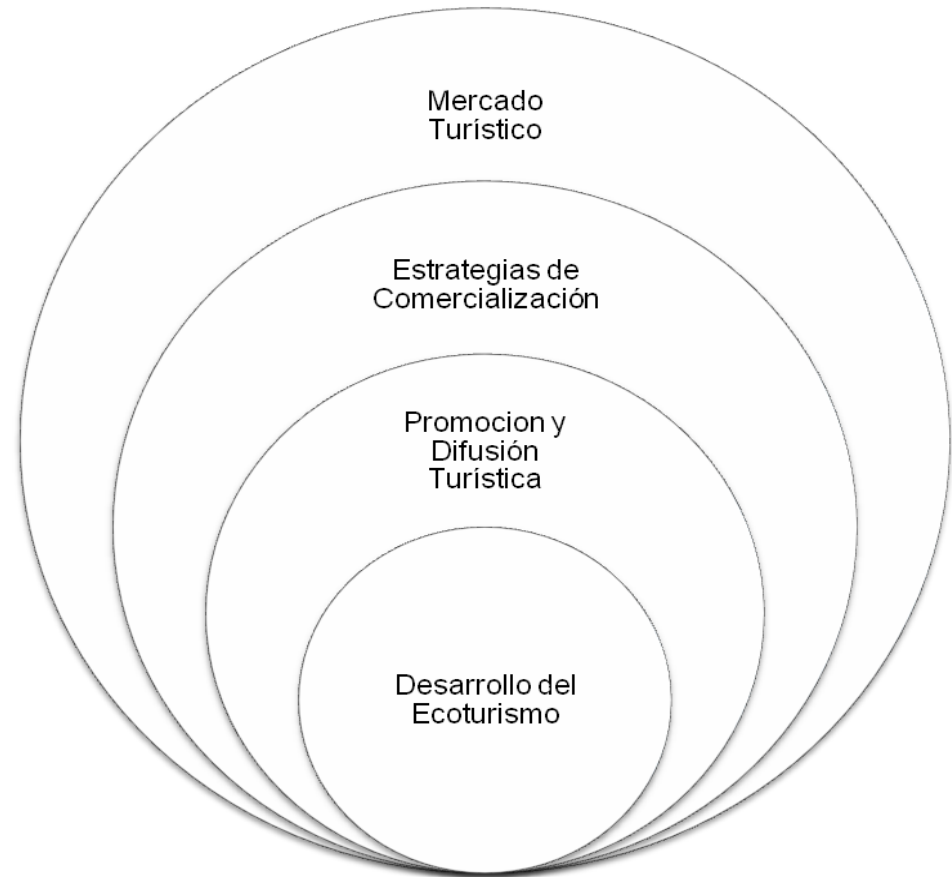 Mercado
Turístico
Estrategias de
Comercialización
Promocion y
Difusión
Turística
Desarrollo del
Ecoturismo